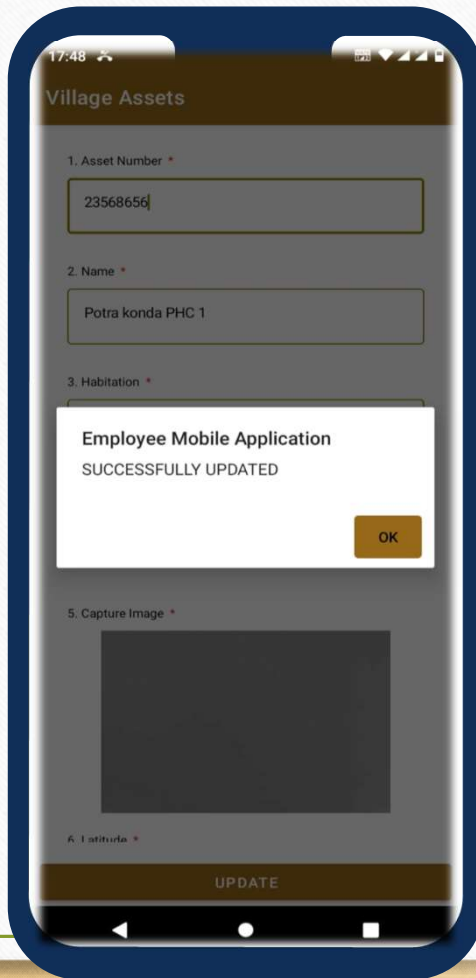 17:48
Village Assets
1. Asset Number *
23568656
2. Name *
Potra konda PHC 1
3. Habitation *
Employee Mobile Application
SUCCESSFULLY UPDATED
OK
5. Capture Image *
6. Latitude *
UPDATE